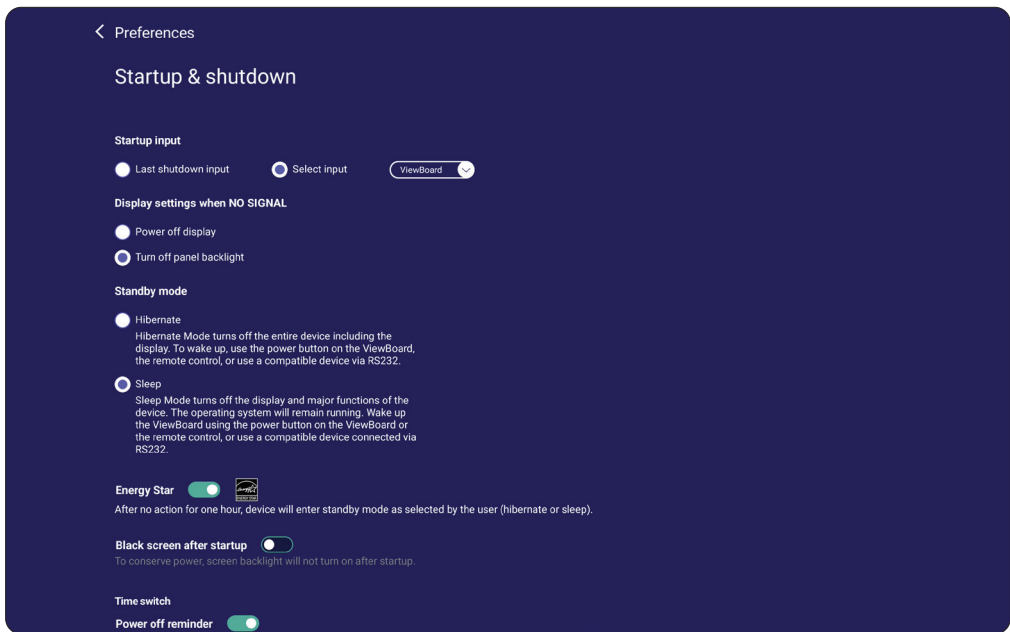 Preferences
Startup & shutdown
Startup input
Last shutdown input Select input ViewBoard
Display settings when NO SIGNAL
Power off display
Turn off panel backlight
Standby mode
Hibernate
Hibernate Mode turns off the entire device including the
display. To wake up, use the power button on the ViewBoard,
the remote control, or use a compatible device via RS232.
Sleep
Sleep Mode turns off the display and major functions of the
device. The operating system will remain running. Wake up
the ViewBoard using the power button on the ViewBoard or
the remote control, or use a compatible device connected via
RS232.
Energy Star ENERGY STAR
After no action for one hour, device will enter standby mode as selected by the user (hibernate or sleep).
Black screen after startup
To conserve power, screen backlight will not turn on after startup.
Time switch
Power off reminder